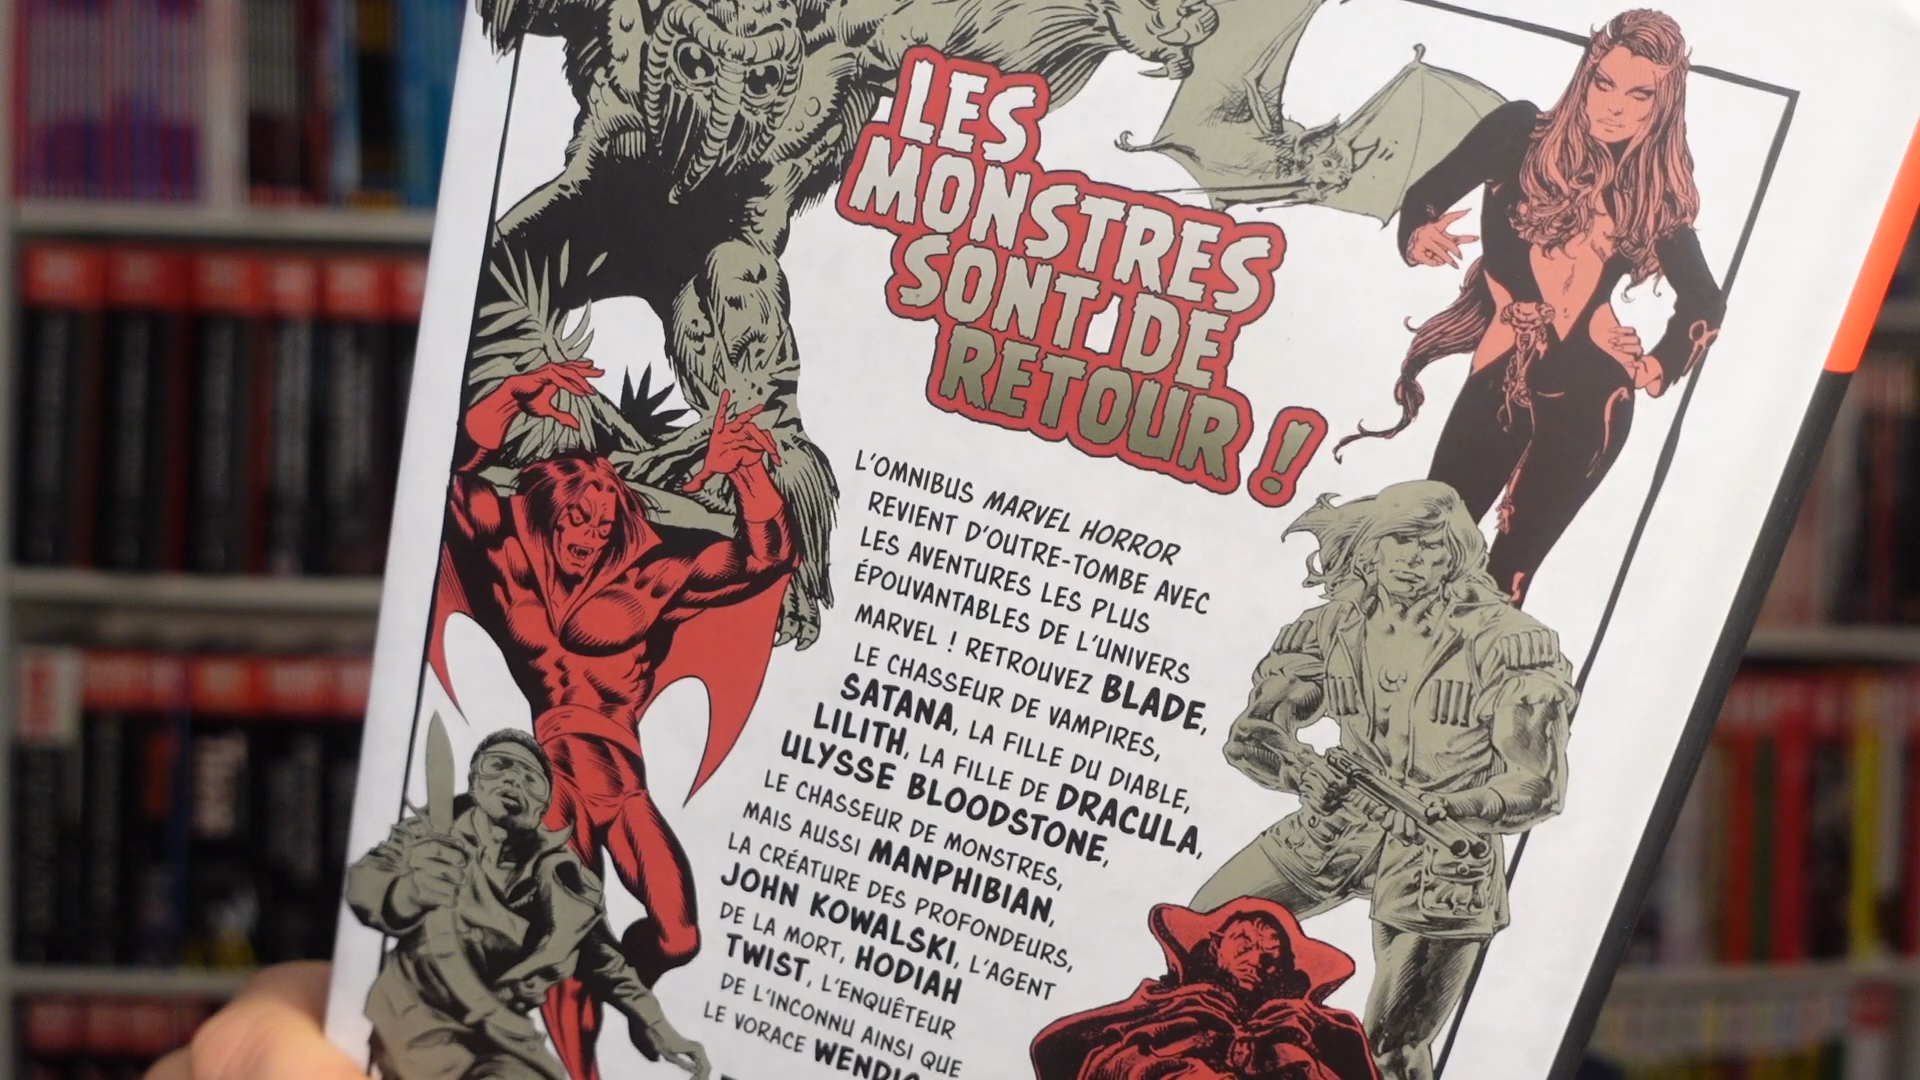 LES
MONSTRES
SONT DE
RETOUR !
L'OMNIBUS MARVEL HORROR
REVIENT D'OUTRE-TOMBE AVEC
LES AVENTURES LES PLUS
ÉPOUVANTABLES DE L'UNIVERS
MARVEL ! RETROUVEZ BLADE,
LE CHASSEUR DE VAMPIRES,
SATANA, LA FILLE DU DIABLE,
LILITH, LA FILLE DE DRACULA,
ULYSSE BLOODSTONE,
LE CHASSEUR DE MONSTRES,
MAIS AUSSI MANPHIBIAN,
LA CRÉATURE DES PROFONDEURS,
JOHN KOWALSKI, L'AGENT
DE LA MORT, HODIAH
TWIST, L'ENQUÊTEUR
DE L'INCONNU AINSI QUE
LE VORACE